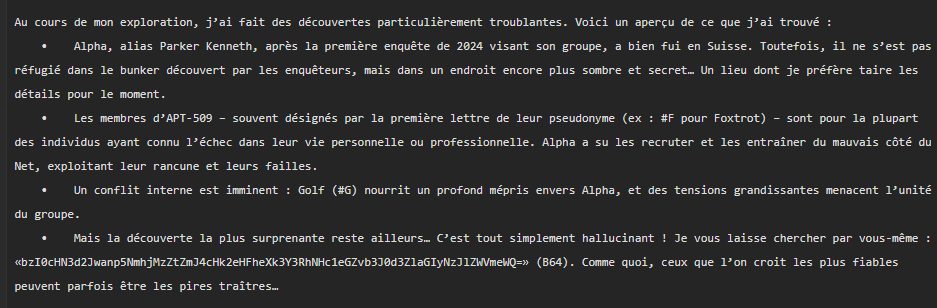 Au cours de mon exploration, j’ai fait des découvertes particulièrement troublantes. Voici un aperçu de ce que j’ai trouvé :
• Alpha, alias Parker Kenneth, après la première enquête de 2024 visant son groupe, a bien fui en Suisse. Toutefois, il ne s’est pas
réfugié dans le bunker découvert par les enquêteurs, mais dans un endroit encore plus sombre et secret… Un lieu dont je préfère taire les
détails pour le moment.
• Les membres d’APT-509 – souvent désignés par la première lettre de leur pseudonyme (ex : #F pour Foxtrot) – sont pour la plupart
des individus ayant connu l’échec dans leur vie personnelle ou professionnelle. Alpha a su les recruter et les entraîner du mauvais côté du
Net, exploitant leur rancune et leurs failles.
• Un conflit interne est imminent : Golf (#G) nourrit un profond mépris envers Alpha, et des tensions grandissantes menacent l’unité
du groupe.
• Mais la découverte la plus surprenante reste ailleurs… C’est tout simplement hallucinant ! Je vous laisse chercher par vous-même :
«bzI0cHN3d2Jwanp5NmhjMzZtZmJ4cHk2eHFheXk3Y3RhNHc1eGZvb3J0d3ZlaGIyNzJlZWVmeWQ=» (B64). Comme quoi, ceux que l’on croit les plus fiables
peuvent parfois être les pires traîtres…